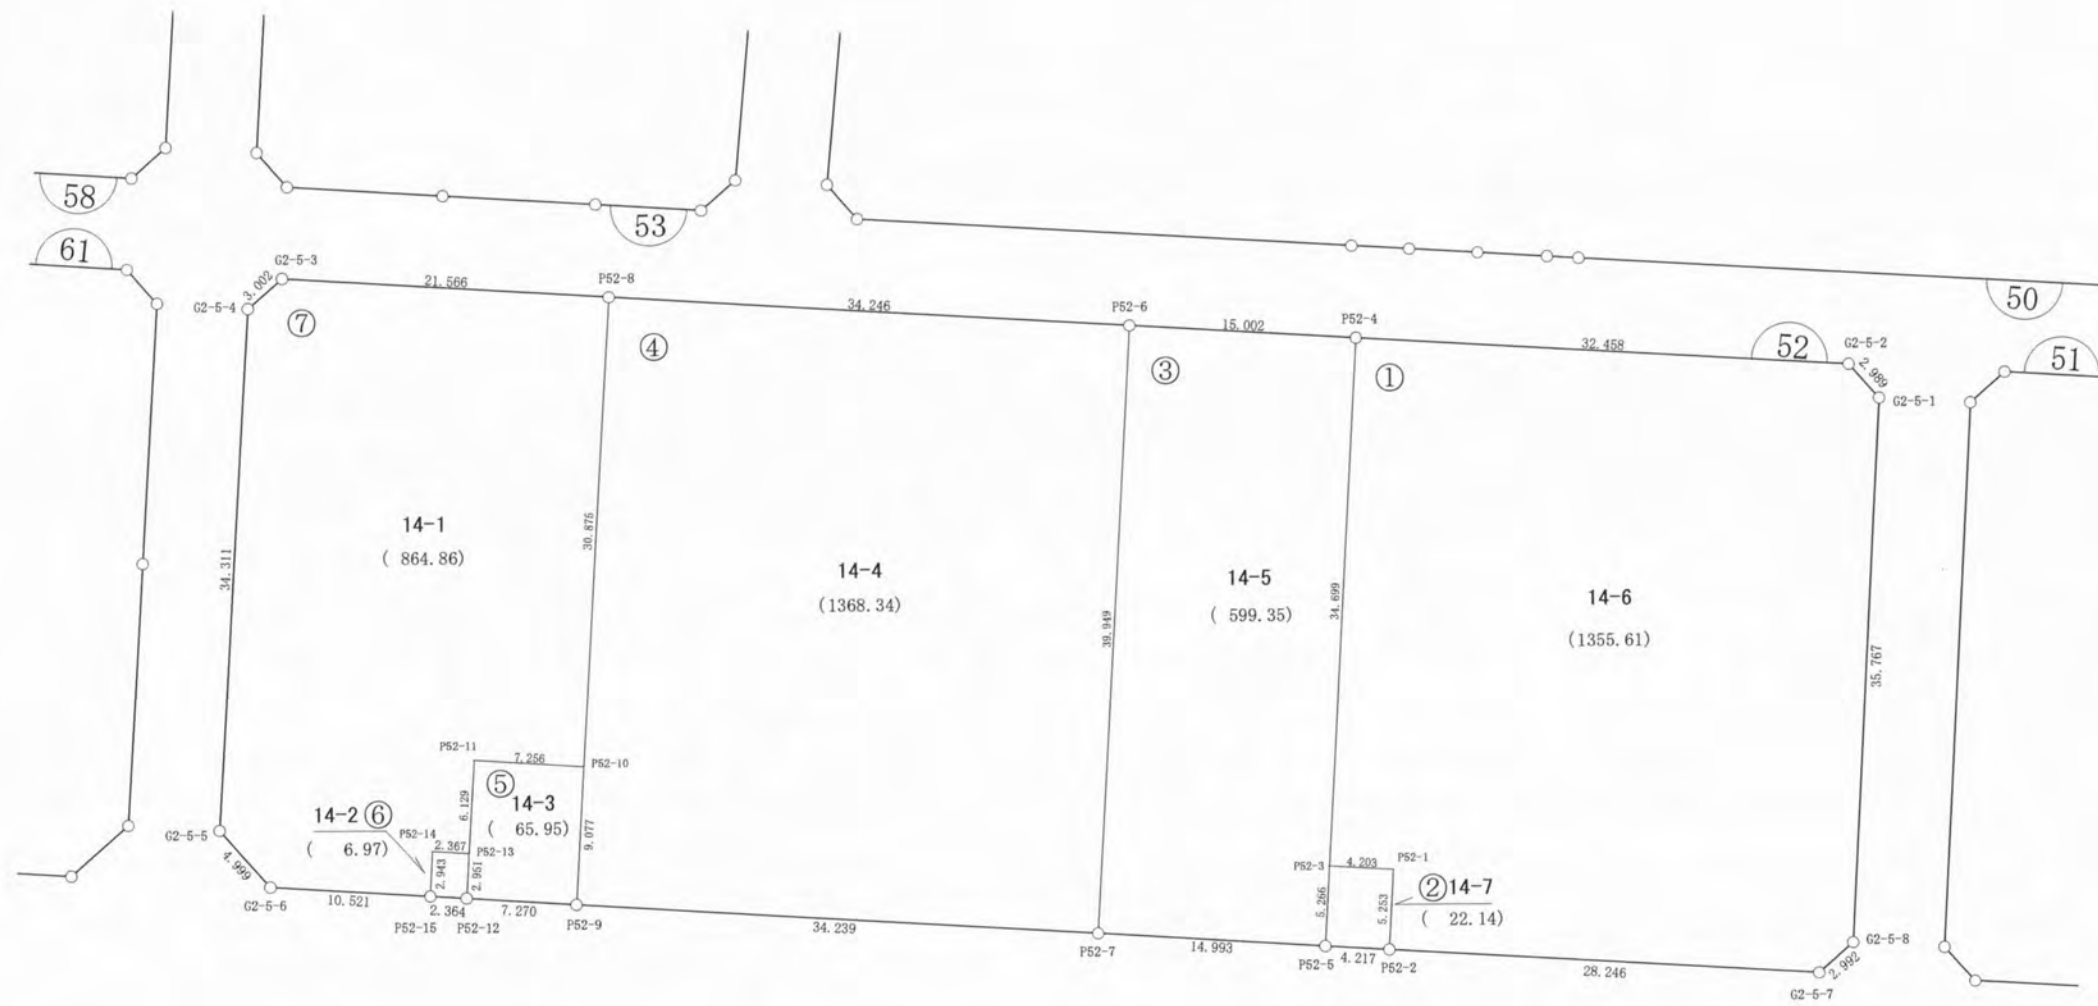 58
53
61
G2-5-3
3.002
G2-5-4
21.566
P52-8
34.246
P52-6
15.002
P52-4
32.458
50
52
G2-5-2
2.989
51
G2-5-1
⑦
④
③
①
14-1
( 864.86)
34.311
30.875
14-4
(1368.34)
39.949
14-5
( 599.35)
34.699
14-6
(1355.61)
35.767
P52-11
7.256
P52-10
⑤
6.129
14-3
( 65.95)
9.077
14-2 ⑥
( 6.97)
P52-14
2.367
P52-13
2.943
2.951
G2-5-5
4.999
G2-5-6
10.521
2.364
7.270
P52-15
P52-12
P52-9
34.239
P52-7
14.993
P52-3
4.203
P52-1
5.266
5.253
②14-7
( 22.14)
P52-5
4.217
P52-2
28.246
G2-5-8
2.992
G2-5-7